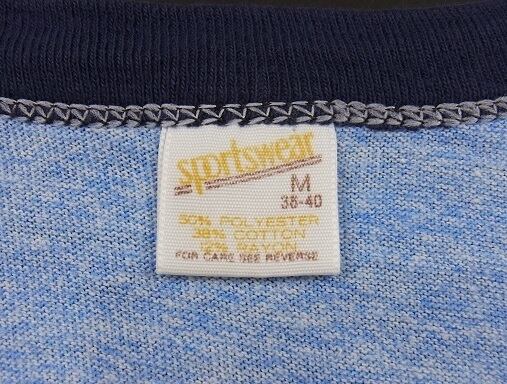 sportswear
M
38-40
50% POLYESTER
38% COTTON
12% RAYON
FOR CARE SEE REVERSE